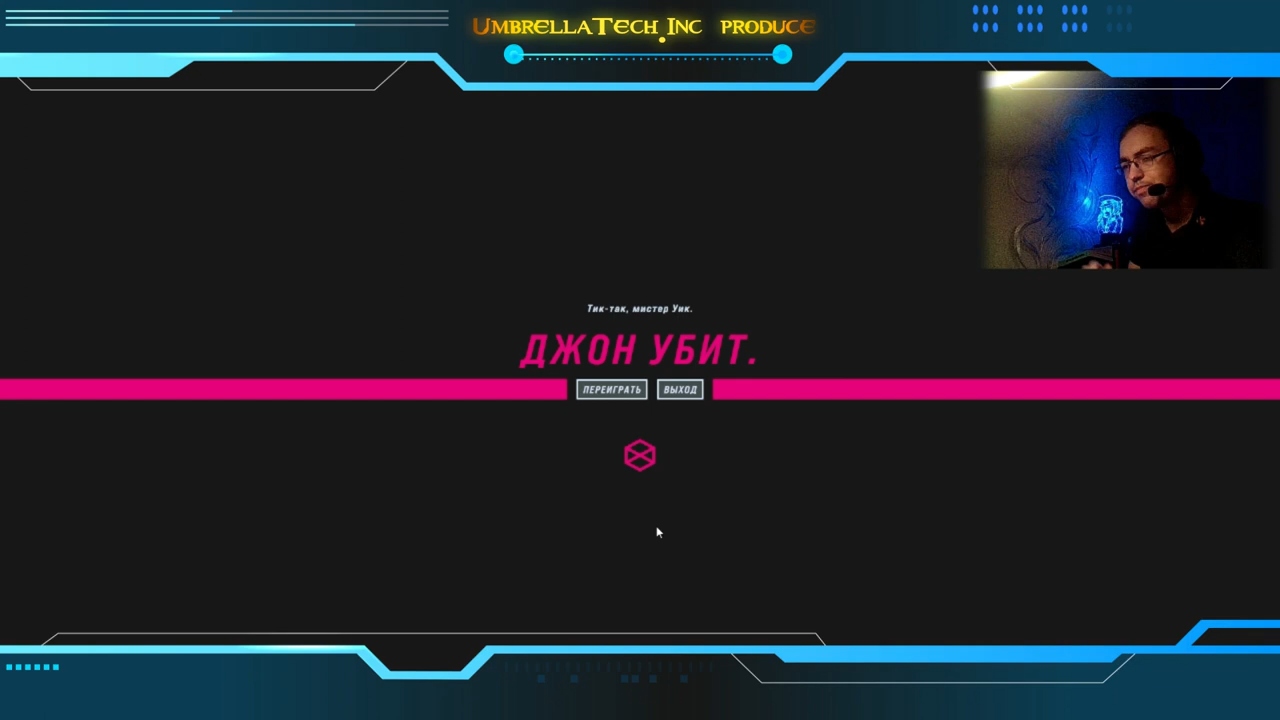 UmbrellaTech.Inc produce
Тик-так, мистер Уик.
ДЖОН УБИТ.
ПЕРЕИГРАТЬ ВЫХОД